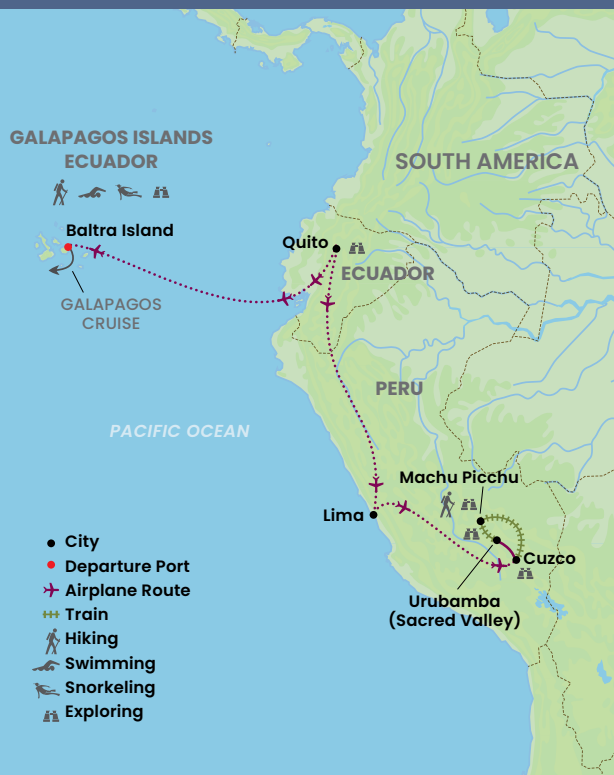 GALAPAGOS ISLANDS
ECUADOR
SOUTH AMERICA
Baltra Island
Quito
ECUADOR
GALAPAGOS
CRUISE
PERU
PACIFIC OCEAN
Machu Picchu
Lima
Cuzco
Urubamba
(Sacred Valley)
City
Departure Port
Airplane Route
Train
Hiking
Swimming
Snorkeling
Exploring